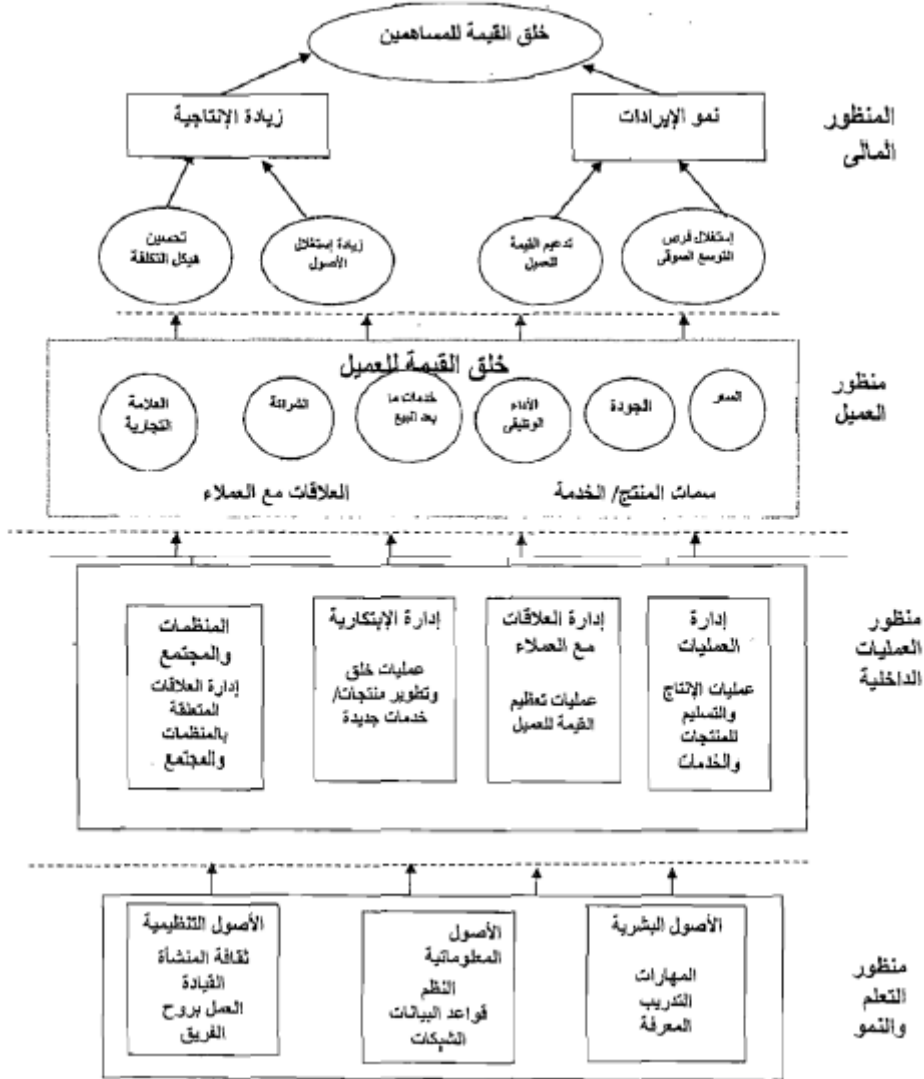 خلق القيمة للمساهمين
المنظور
المالى
نمو الإيرادات
زيادة الإنتاجية
إستغلال فرص
التوسع السوقى
تدعيم القيمة
للعميل
زيادة إستغلال
الأصول
تحسين
هيكل التكلفة
منظور
العميل
خلق القيمة للعميل
السعر
الجودة
الأداء
الوظيفى
خدمات ما
بعد البيع
الشراكة
العلامة
التجارية
سمات المنتج/ الخدمة
العلاقات مع العملاء
منظور
العمليات
الداخلية
إدارة
العمليات
عمليات الإنتاج
والتسليم
للمنتجات
والخدمات
إدارة العلاقات
مع العملاء
عمليات تعظيم
القيمة للعميل
إدارة الإبتكارية
عمليات خلق
وتطوير منتجات/
خدمات جديدة
المنظمات
والمجتمع
إدارة العلاقات
المتعلقة
بالمنظمات
والمجتمع
منظور
التعلم
والنمو
الأصول البشرية
المهارات
التدريب
المعرفة
الأصول
المعلوماتية
النظم
قواعد البيانات
الشبكات
الأصول التنظيمية
ثقافة المنشأة
القيادة
العمل بروح
الفريق